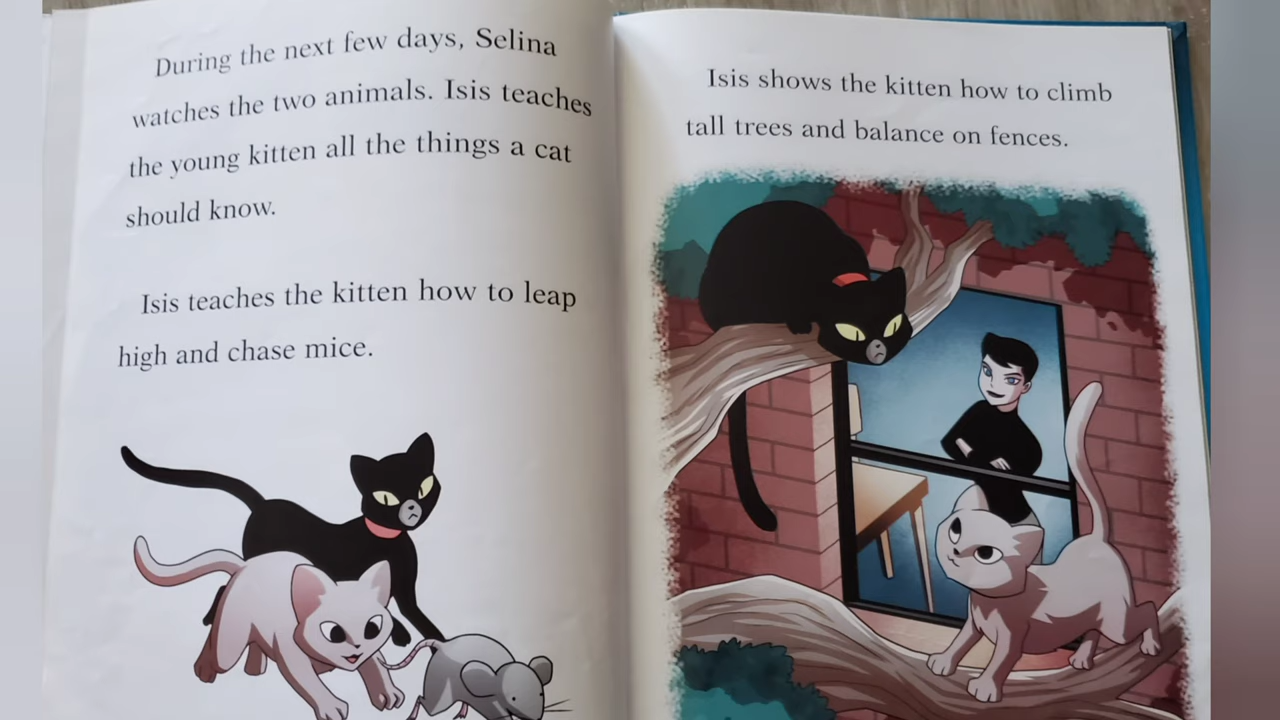 During the next few days, Selina
watches the two animals. Isis teaches
the young kitten all the things a cat
should know.
Isis teaches the kitten how to leap
high and chase mice.
Isis shows the kitten how to climb
tall trees and balance on fences.